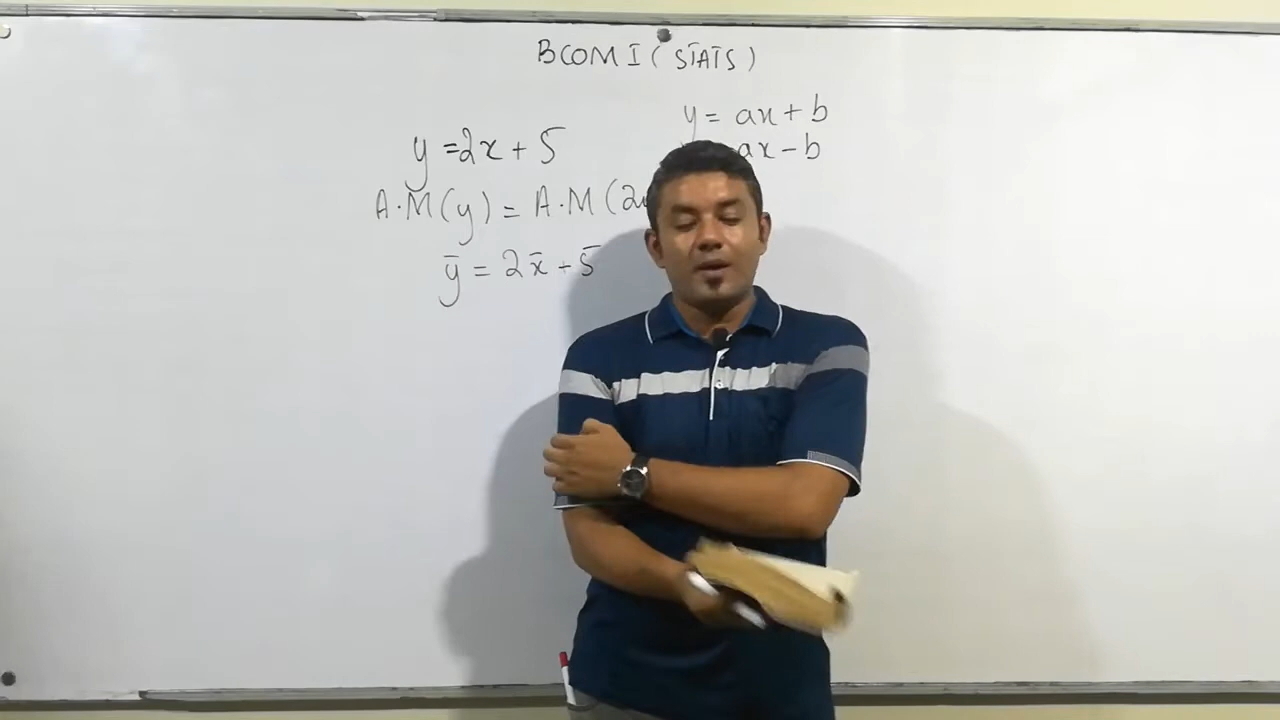 BCOM I ( STATS )
y = 2x + 5
A.M(y) = A.M(2
ȳ = 2x̄ + 5̄
y = ax + b
= ax - b